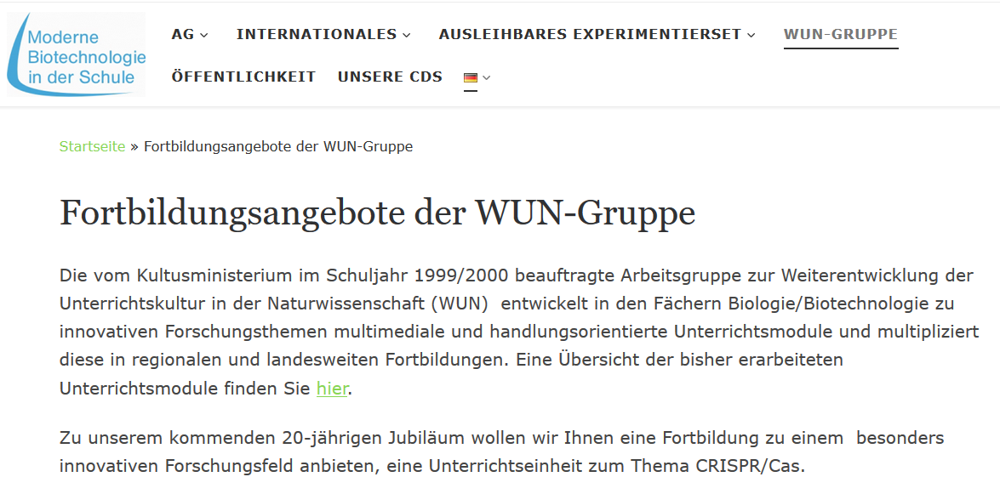 Moderne
Biotechnologie
in der Schule
AG INTERNATIONALES AUSLEIHBARES EXPERIMENTIERSET WUN-GRUPPE
ÖFFENTLICHKEIT UNSERE CDS
Startseite » Fortbildungsangebote der WUN-Gruppe
Fortbildungsangebote der WUN-Gruppe
Die vom Kultusministerium im Schuljahr 1999/2000 beauftragte Arbeitsgruppe zur Weiterentwicklung der
Unterrichtskultur in der Naturwissenschaft (WUN)  entwickelt in den Fächern Biologie/Biotechnologie zu
innovativen Forschungsthemen multimediale und handlungsorientierte Unterrichtsmodule und multipliziert
diese in regionalen und landesweiten Fortbildungen. Eine Übersicht der bisher erarbeiteten
Unterrichtsmodule finden Sie hier.
Zu unserem kommenden 20-jährigen Jubiläum wollen wir Ihnen eine Fortbildung zu einem  besonders
innovativen Forschungsfeld anbieten, eine Unterrichtseinheit zum Thema CRISPR/Cas.